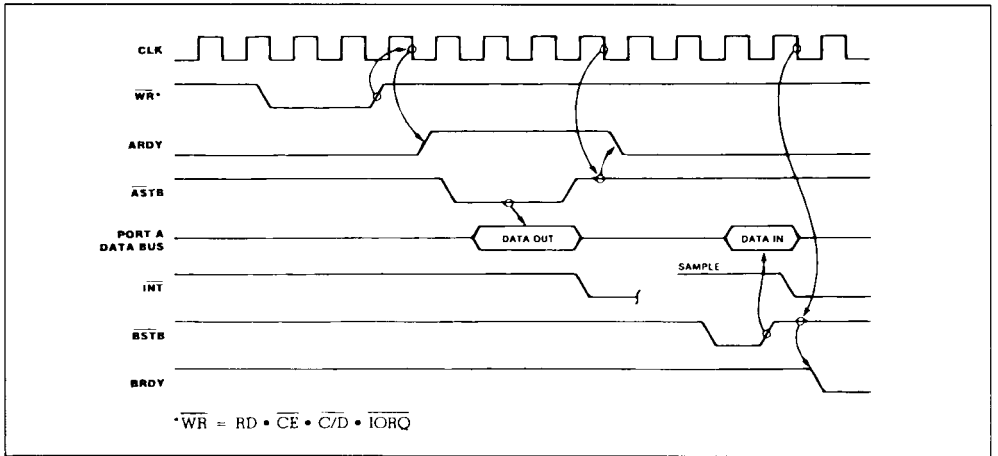 CLK
WR*
ARDY
ASTB
PORT A
DATA BUS
DATA OUT
DATA IN
INT
SAMPLE
BSTB
BRDY
*WR = RD • CE • C/D • IORQ